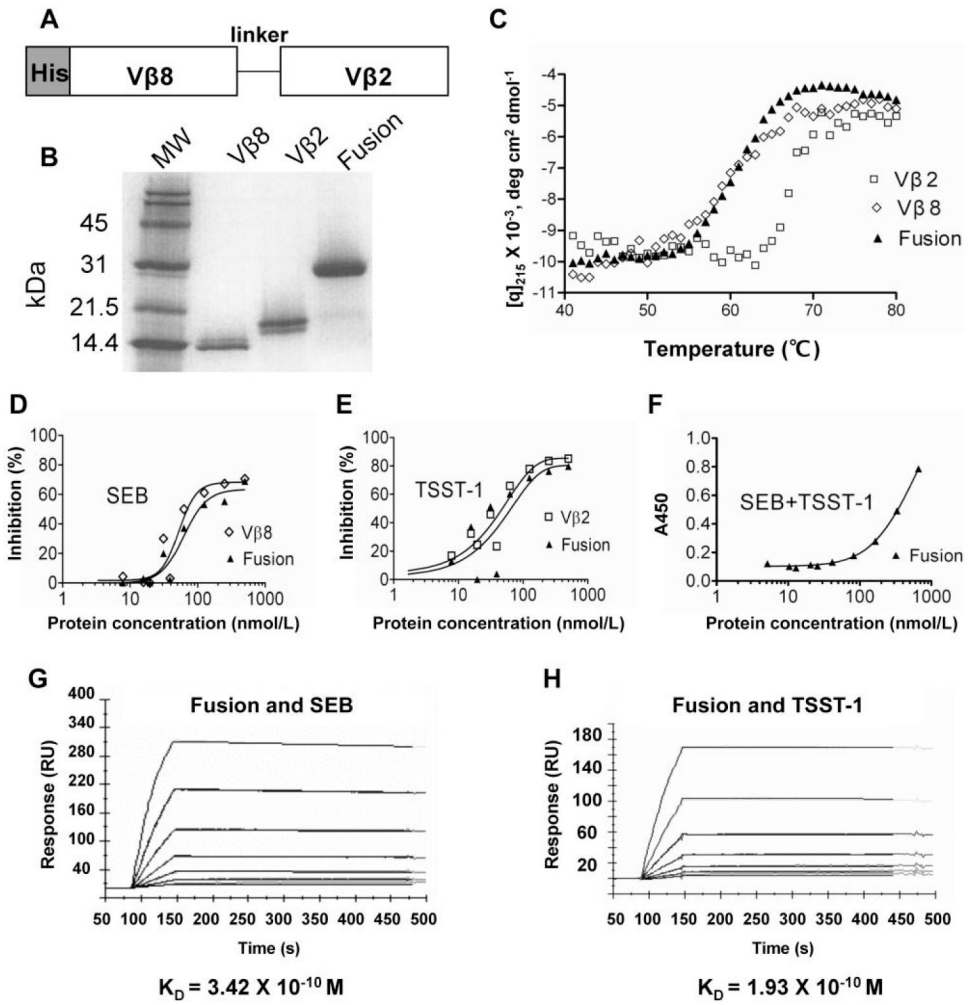 A
linker
His
Vβ8
Vβ2
B
MW
Vβ8
Vβ2
Fusion
kDa
45
31
21.5
14.4
C
[q]215 X 10-3, deg cm2 dmol-1
-4
-5
-6
-7
-8
-9
-10
-11
40
50
60
70
80
Vβ2
Vβ8
Fusion
Temperature (℃)
D
Inhibition (%)
100
80
60
40
20
0
SEB
Vβ8
Fusion
1
10
100
1000
Protein concentration (nmol/L)
E
Inhibition (%)
100
80
60
40
20
0
TSST-1
Vβ2
Fusion
1
10
100
1000
Protein concentration (nmol/L)
F
A450
1.0
0.8
0.6
0.4
0.2
0.0
SEB+TSST-1
Fusion
1
10
100
1000
Protein concentration (nmol/L)
G
Fusion and SEB
Response (RU)
400
340
280
220
160
100
40
50 100 150 200 250 300 350 400 450 500
Time (s)
KD = 3.42 X 10-10 M
H
Fusion and TSST-1
Response (RU)
180
140
100
60
20
50 100 150 200 250 300 350 400 450 500
Time (s)
KD = 1.93 X 10-10 M